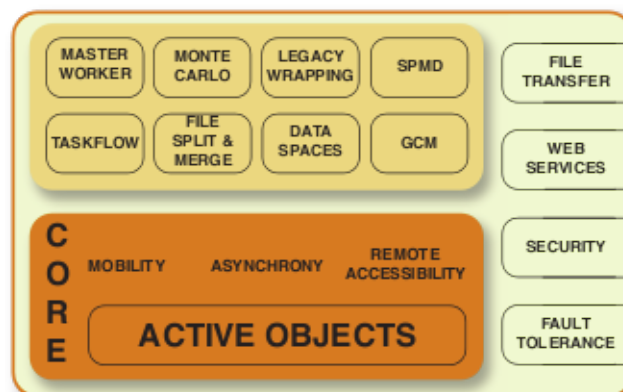 MASTER
WORKER
MONTE
CARLO
LEGACY
WRAPPING
SPMD
TASKFLOW
FILE
SPLIT &
MERGE
DATA
SPACES
GCM
FILE
TRANSFER
WEB
SERVICES
SECURITY
FAULT
TOLERANCE
CORE
MOBILITY
ASYNCHRONY
REMOTE
ACCESSIBILITY
ACTIVE OBJECTS